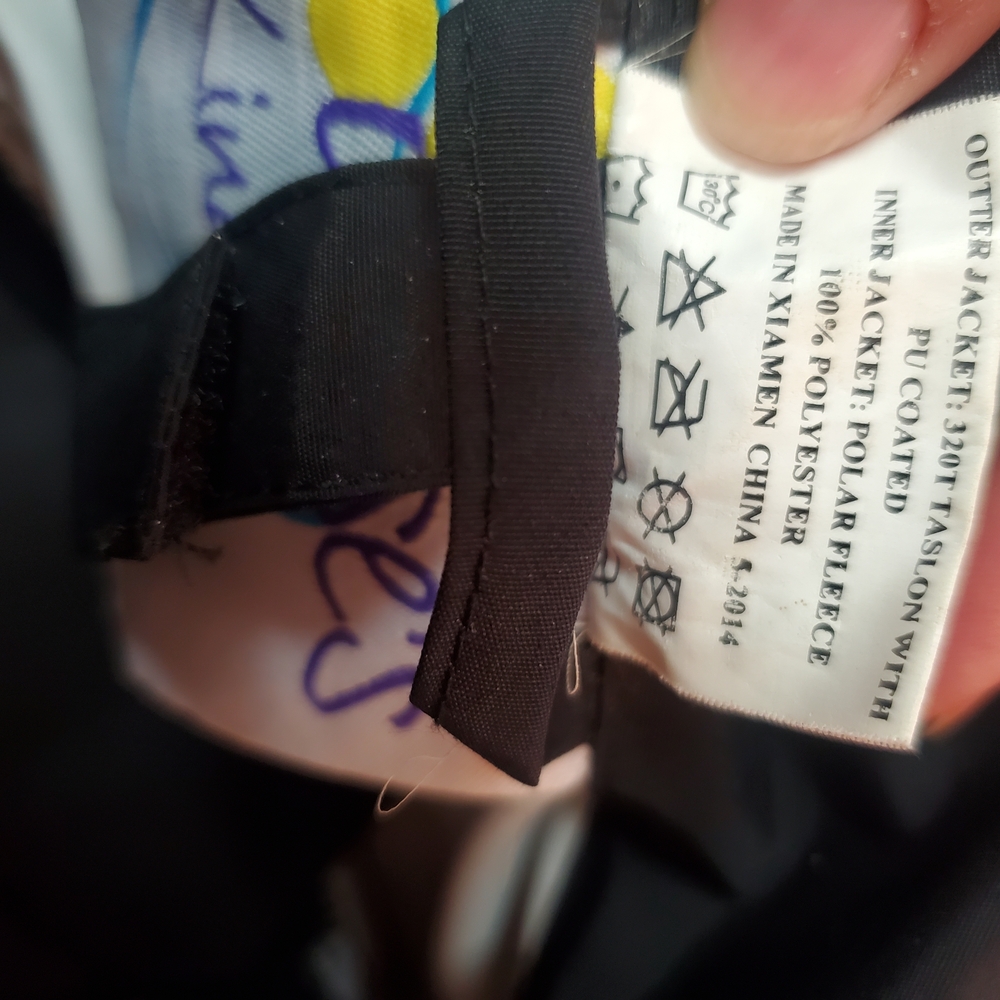 OUTTER JACKET: 320T TASLON WITH
PU COATED
INNER JACKET: POLAR FLEECE
100% POLYESTER
MADE IN XIAMEN CHINA 5-2014
30°C